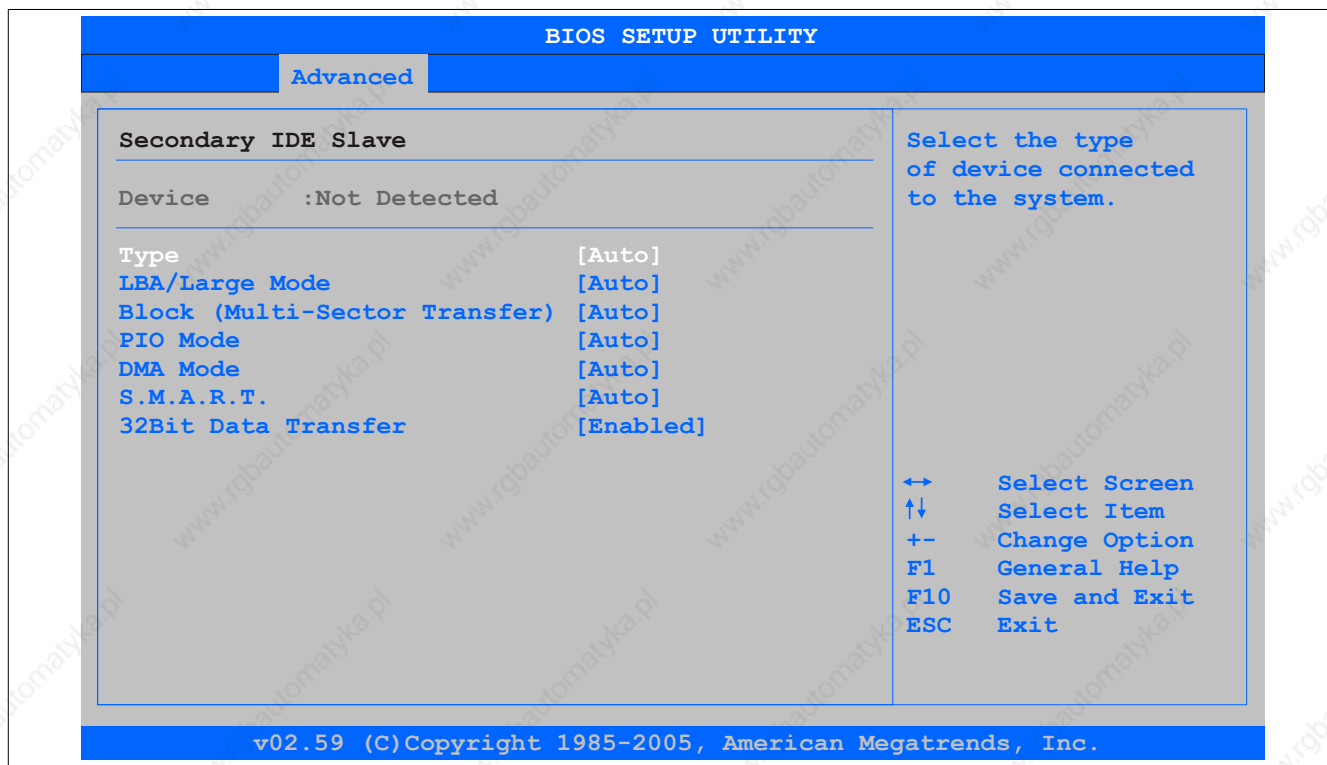 BIOS SETUP UTILITY
Advanced
Secondary IDE Slave
Device :Not Detected
Type [Auto]
LBA/Large Mode [Auto]
Block (Multi-Sector Transfer) [Auto]
PIO Mode [Auto]
DMA Mode [Auto]
S.M.A.R.T. [Auto]
32Bit Data Transfer [Enabled]
Select the type
of device connected
to the system.
↔ Select Screen
↑↓ Select Item
+- Change Option
F1 General Help
F10 Save and Exit
ESC Exit
v02.59 (C)Copyright 1985-2005, American Megatrends, Inc.
www.rgbautomatyka.pl